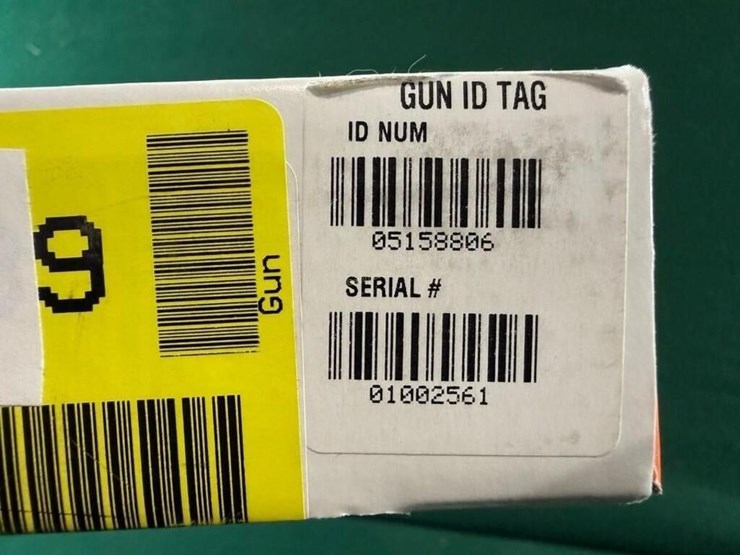 GUN ID TAG
ID NUM
05158806
SERIAL #
01002561
Gun